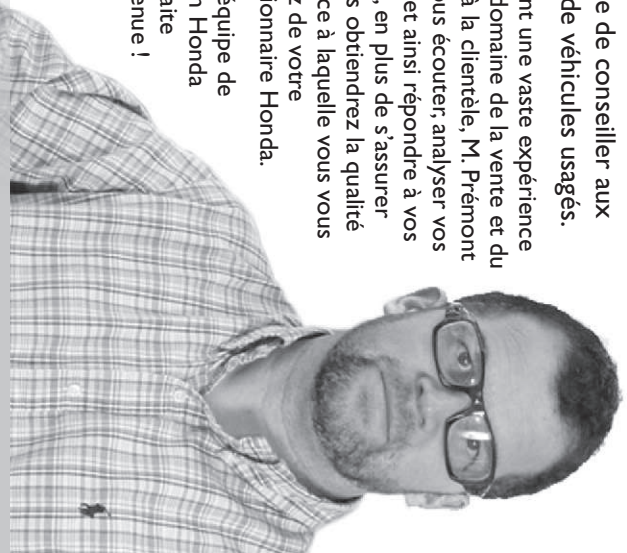 e de conseiller aux
de véhicules usagés.
nt une vaste expérience
domaine de la vente et du
à la clientèle, M. Prémont
ous écouter, analyser vos
et ainsi répondre à vos
, en plus de s'assurer
s obtiendrez la qualité
ce à laquelle vous vous
z de votre
ionnaire Honda.
équipe de
n Honda
aite
enue !